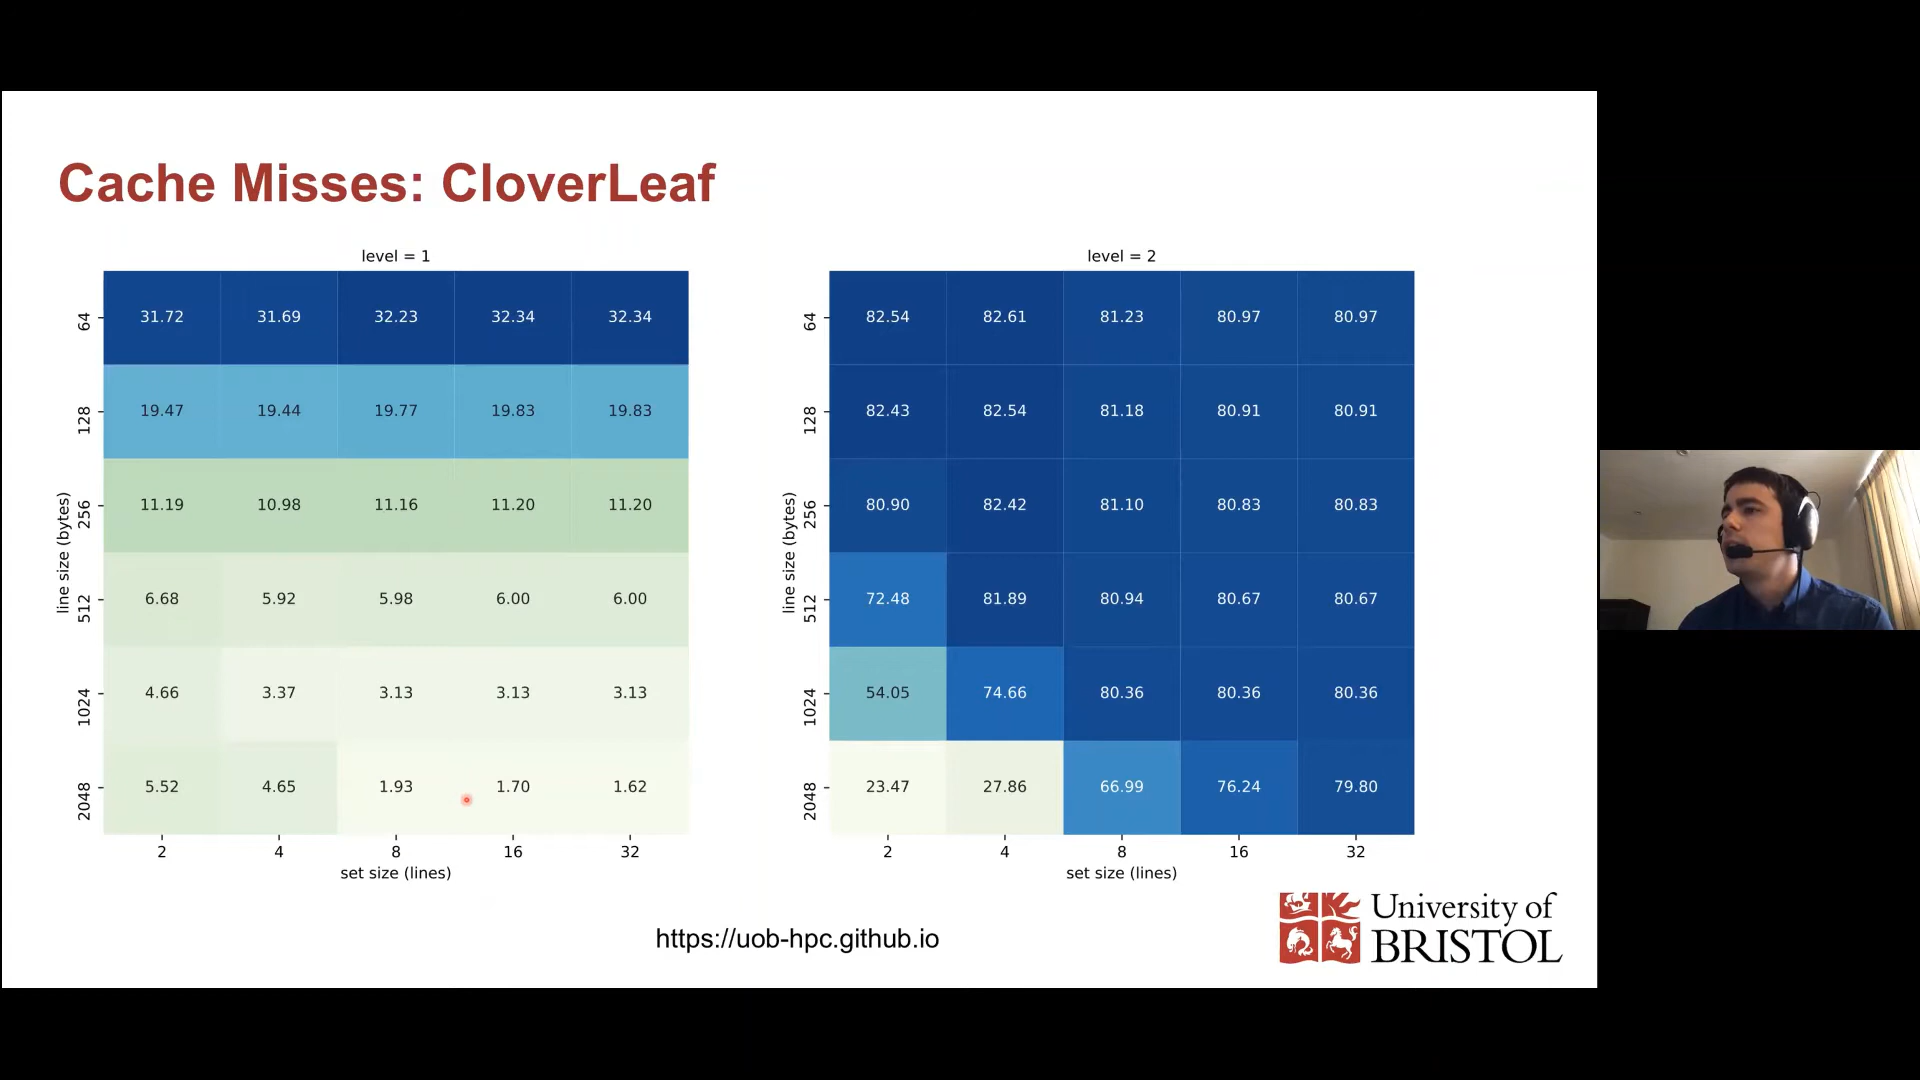 Cache Misses: CloverLeaf
level = 1
64 31.72 31.69 32.23 32.34 32.34
128 19.47 19.44 19.77 19.83 19.83
256 11.19 10.98 11.16 11.20 11.20
512 6.68 5.92 5.98 6.00 6.00
1024 4.66 3.37 3.13 3.13 3.13
2048 5.52 4.65 1.93 1.70 1.62
line size (bytes)
2 4 8 16 32
set size (lines)
level = 2
64 82.54 82.61 81.23 80.97 80.97
128 82.43 82.54 81.18 80.91 80.91
256 80.90 82.42 81.10 80.83 80.83
512 72.48 81.89 80.94 80.67 80.67
1024 54.05 74.66 80.36 80.36 80.36
2048 23.47 27.86 66.99 76.24 79.80
line size (bytes)
2 4 8 16 32
set size (lines)
https://uob-hpc.github.io
University of
BRISTOL